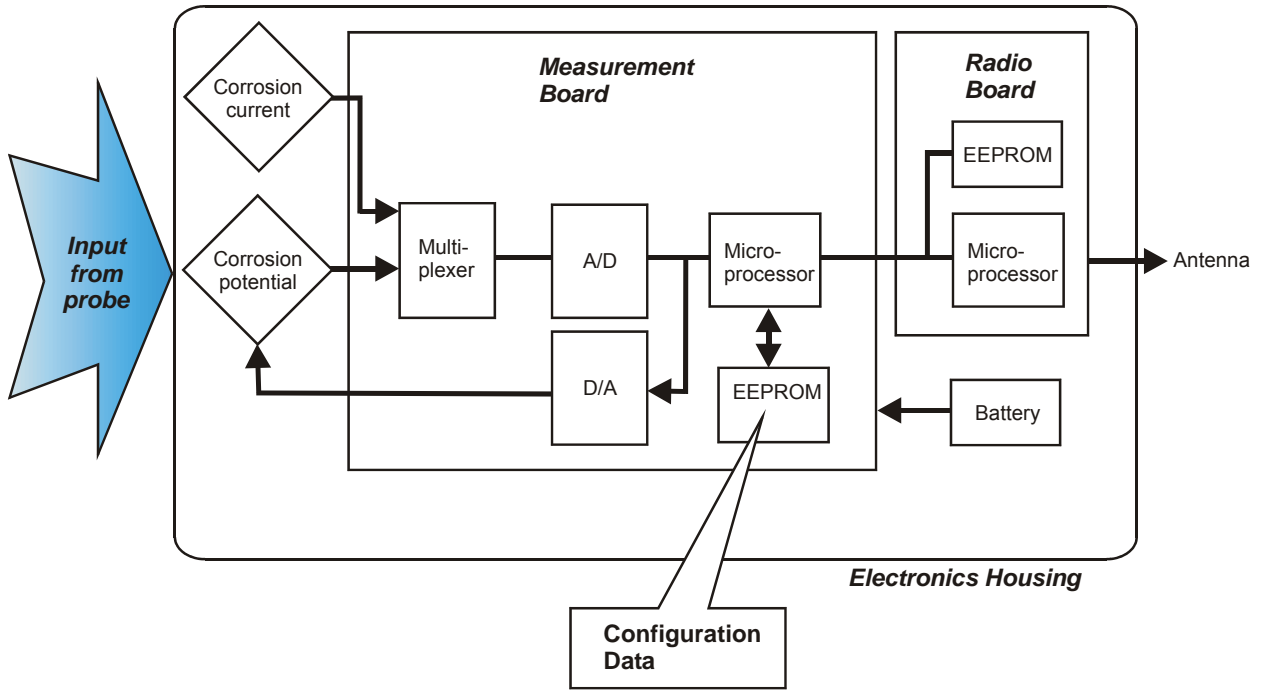 Input
from
probe
Corrosion
current
Corrosion
potential
Measurement
Board
Multi-
plexer
A/D
D/A
Micro-
processor
EEPROM
Radio
Board
EEPROM
Micro-
processor
Antenna
Battery
Electronics Housing
Configuration
Data